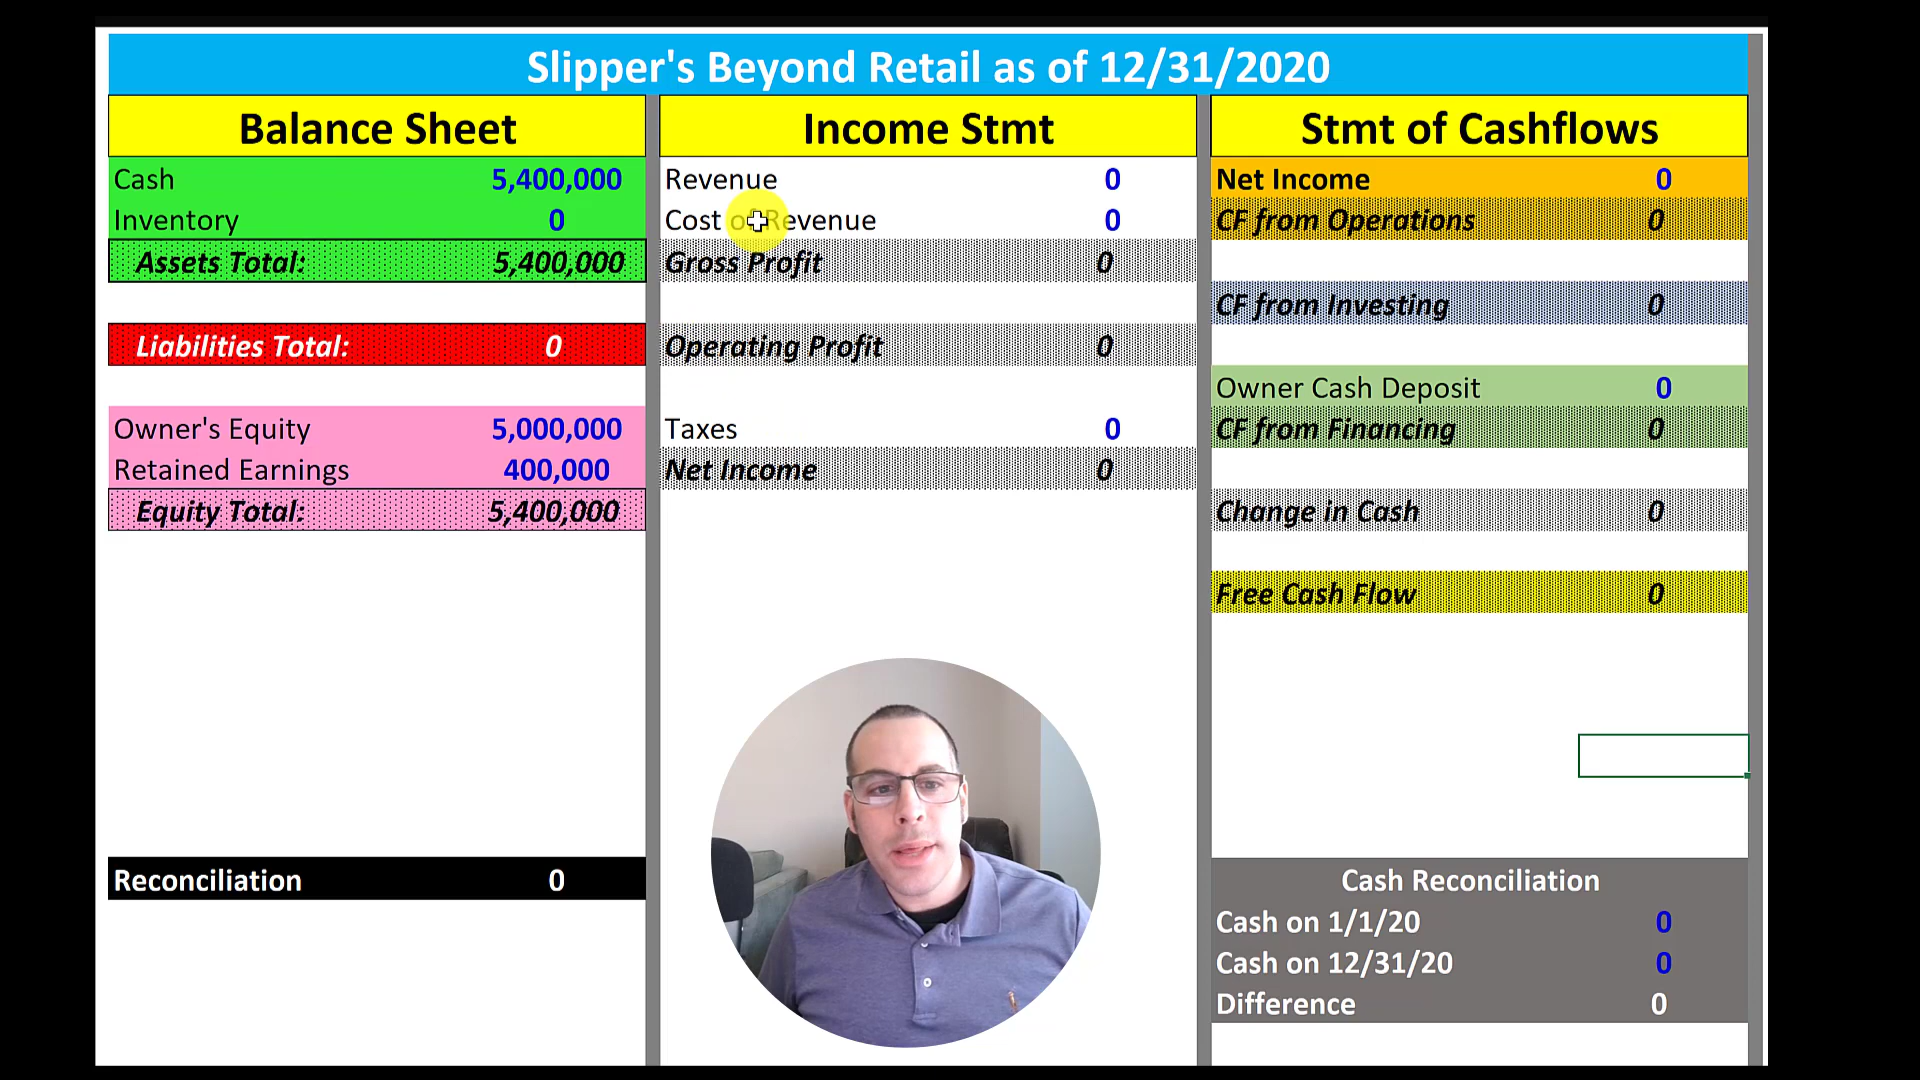 Slipper's Beyond Retail as of 12/31/2020
Balance Sheet
Cash 5,400,000
Inventory 0
Assets Total: 5,400,000
Liabilities Total: 0
Owner's Equity 5,000,000
Retained Earnings 400,000
Equity Total: 5,400,000
Reconciliation 0
Income Stmt
Revenue 0
Cost of Revenue 0
Gross Profit 0
Operating Profit 0
Taxes 0
Net Income 0
Stmt of Cashflows
Net Income 0
CF from Operations 0
CF from Investing 0
Owner Cash Deposit 0
CF from Financing 0
Change in Cash 0
Free Cash Flow 0
Cash Reconciliation
Cash on 1/1/20 0
Cash on 12/31/20 0
Difference 0